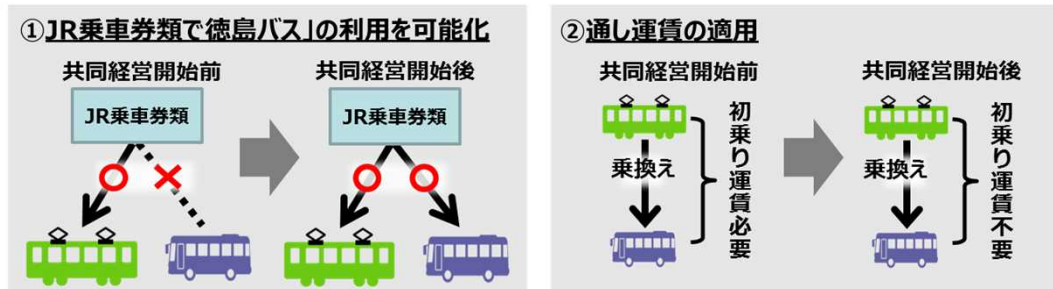 ①JR乗車券類で徳島バス」の利用を可能化
共同経営開始前
共同経営開始後
JR乗車券類
JR乗車券類
②通し運賃の適用
共同経営開始前
共同経営開始後
乗換え
初乗り運賃必要
乗換え
初乗り運賃不要